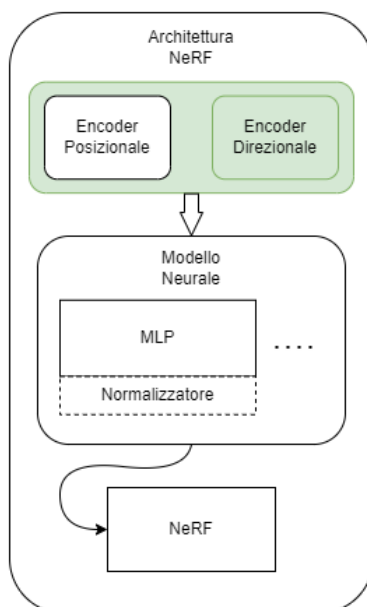 Architettura
NeRF
Encoder
Posizionale
Encoder
Direzionale
Modello
Neurale
MLP
....
Normalizzatore
NeRF